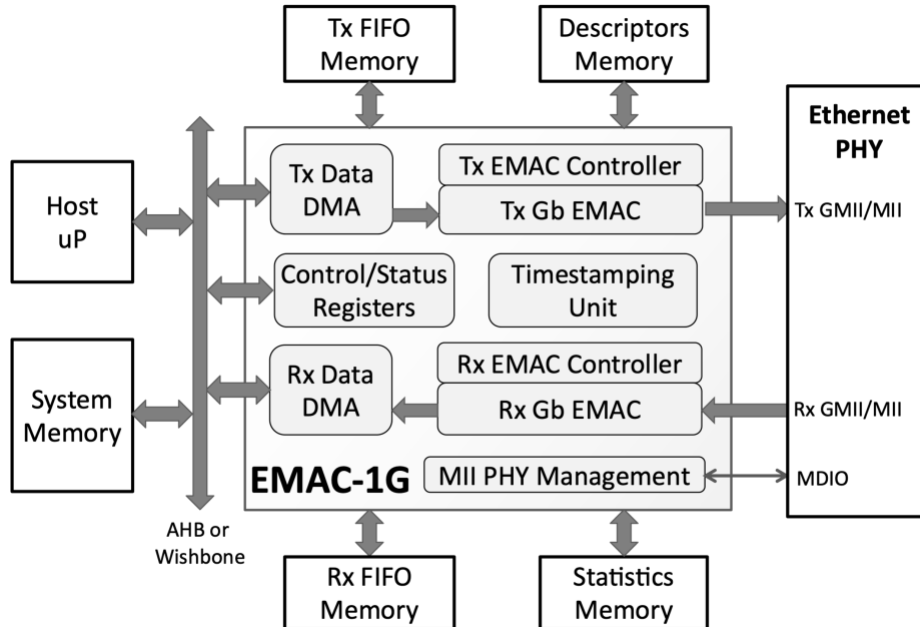 Tx FIFO
Memory
Descriptors
Memory
Ethernet
PHY
Host
uP
Tx Data
DMA
Tx EMAC Controller
Tx Gb EMAC
Tx GMII/MII
Control/Status
Registers
Timestamping
Unit
System
Memory
Rx Data
DMA
Rx EMAC Controller
Rx Gb EMAC
Rx GMII/MII
EMAC-1G
MII PHY Management
MDIO
AHB or
Wishbone
Rx FIFO
Memory
Statistics
Memory